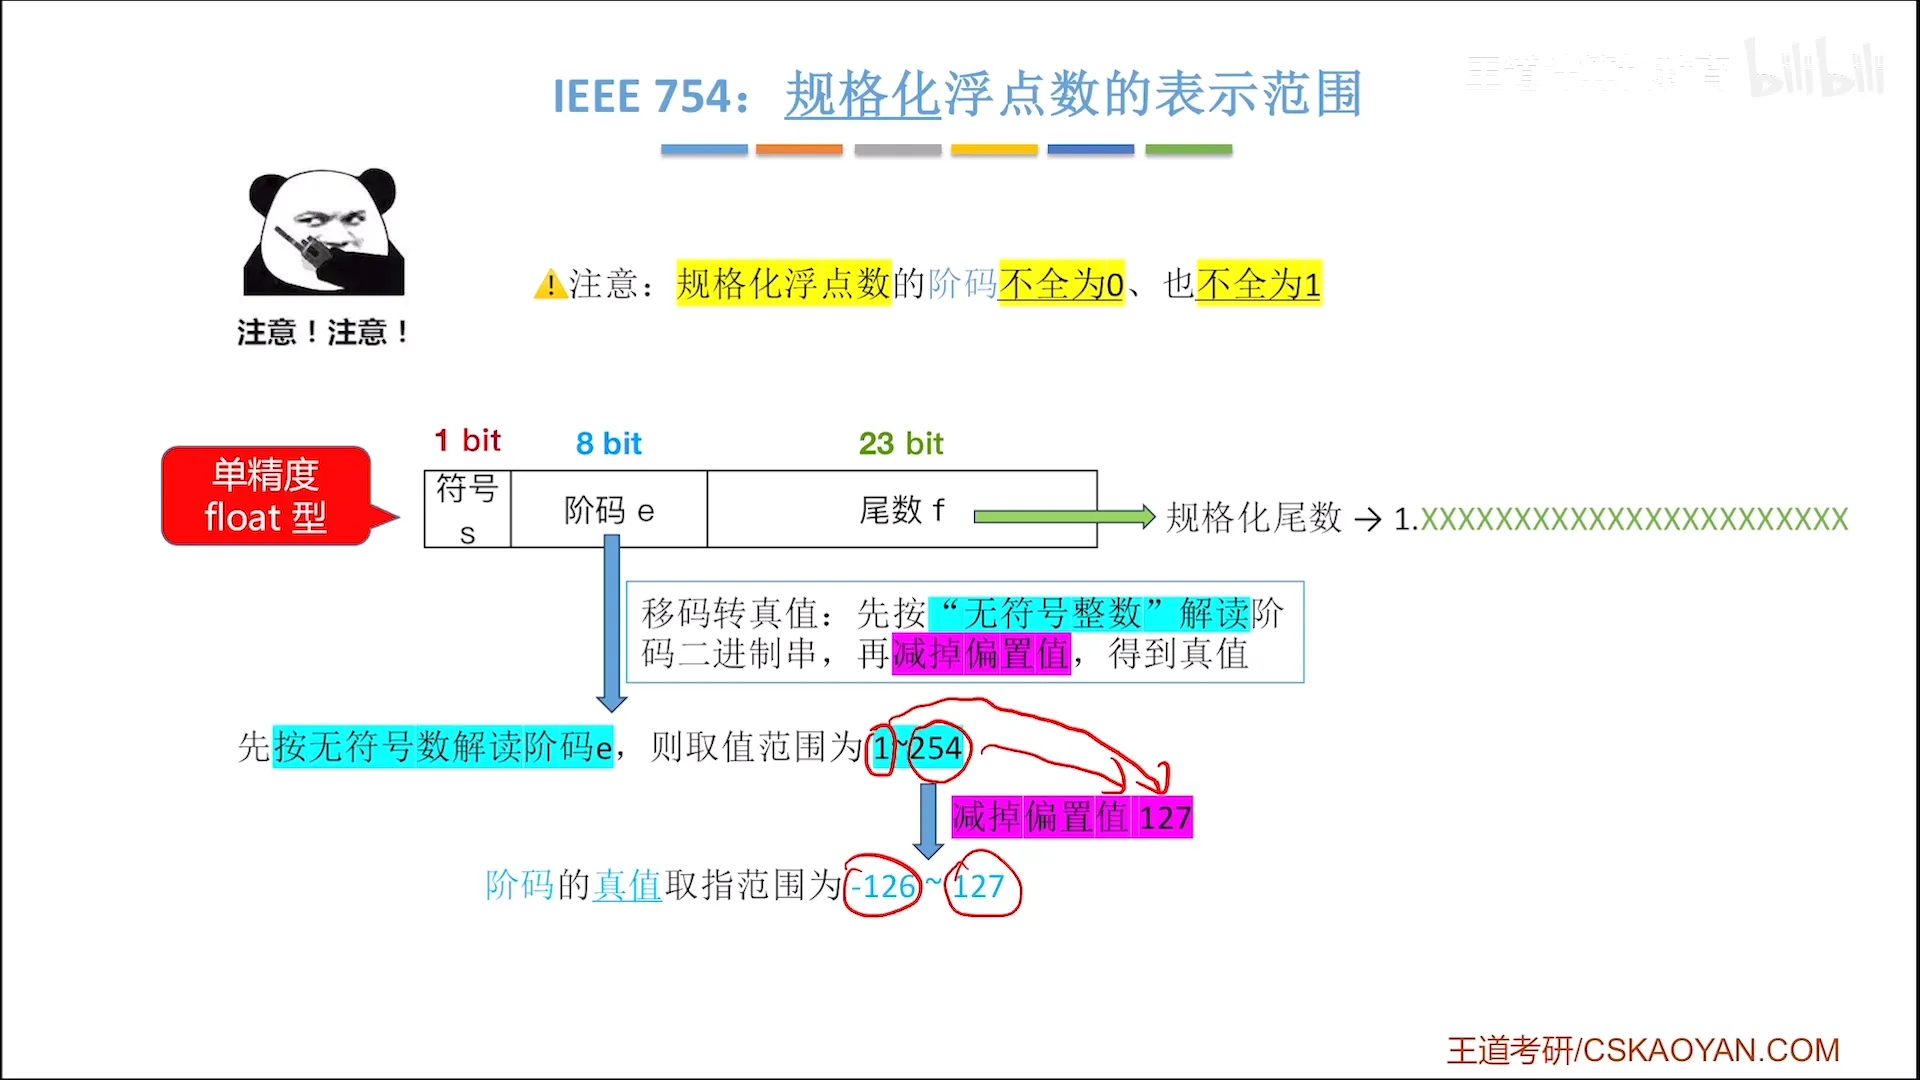 IEEE 754：规格化浮点数的表示范围
bilibili
注意！注意！
注意：规格化浮点数的阶码不全为0、也不全为1
1 bit
8 bit
23 bit
单精度
float 型
符号
s
阶码 e
尾数 f
规格化尾数 → 1.XXXXXXXXXXXXXXXXXXXXXXX
移码转真值：先按“无符号整数”解读阶
码二进制串，再减掉偏置值，得到真值
先按无符号数解读阶码e，则取值范围为1~254
减掉偏置值 127
阶码的真值取指范围为-126 ~ 127
王道考研/CSKAOYAN.COM